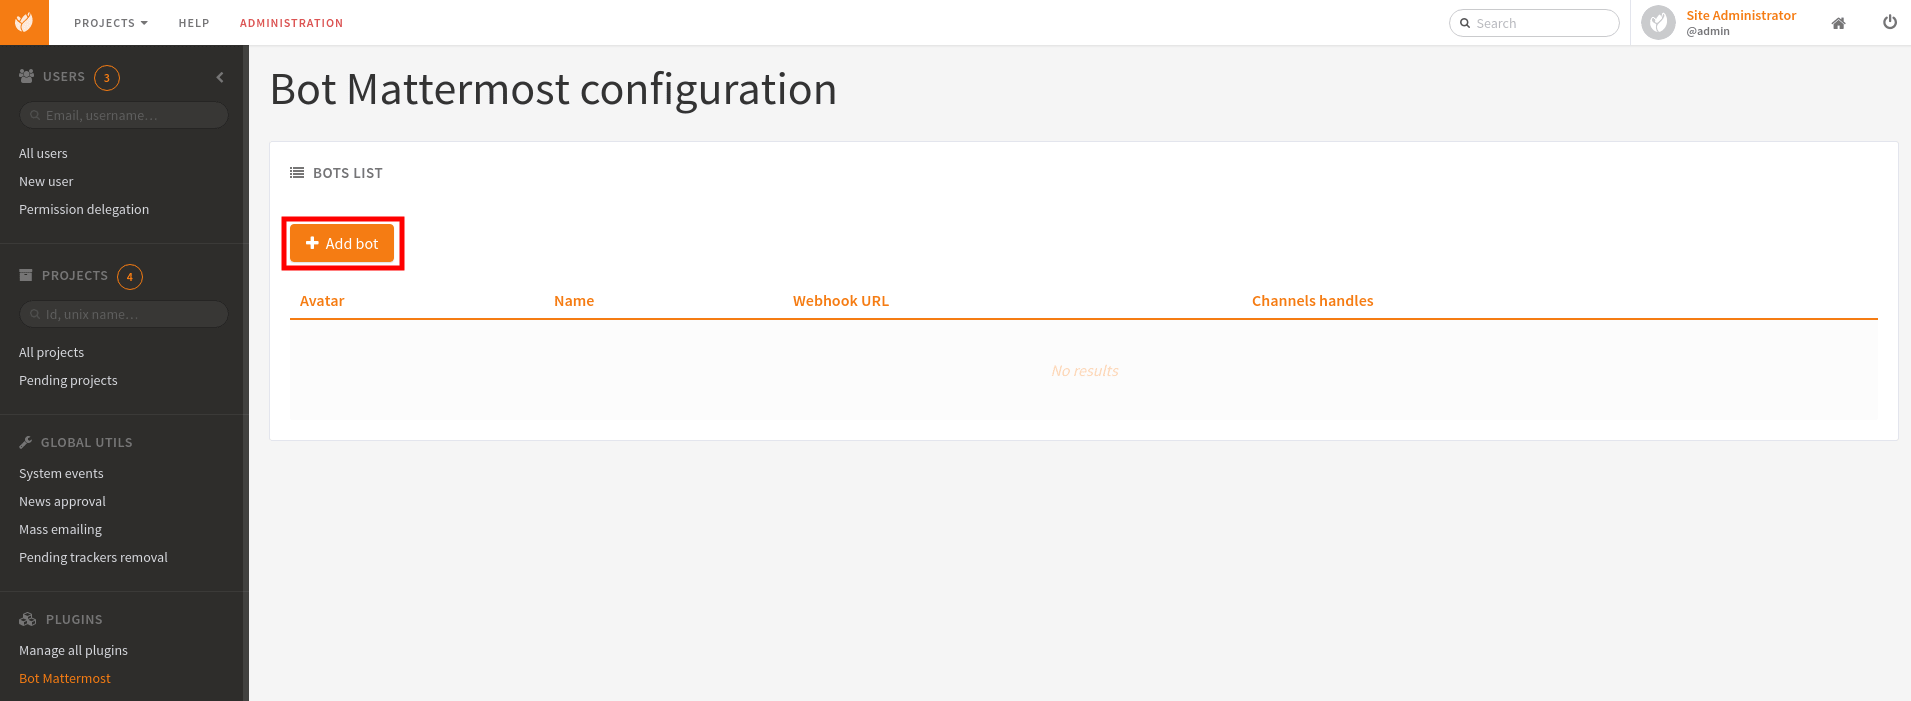 PROJECTS
HELP
ADMINISTRATION
Search
Site Administrator
@admin
USERS 3
Email, username...
All users
New user
Permission delegation
PROJECTS 4
Id, unix name...
All projects
Pending projects
GLOBAL UTILS
System events
News approval
Mass emailing
Pending trackers removal
PLUGINS
Manage all plugins
Bot Mattermost
Bot Mattermost configuration
BOTS LIST
Add bot
Avatar Name Webhook URL Channels handles
No results